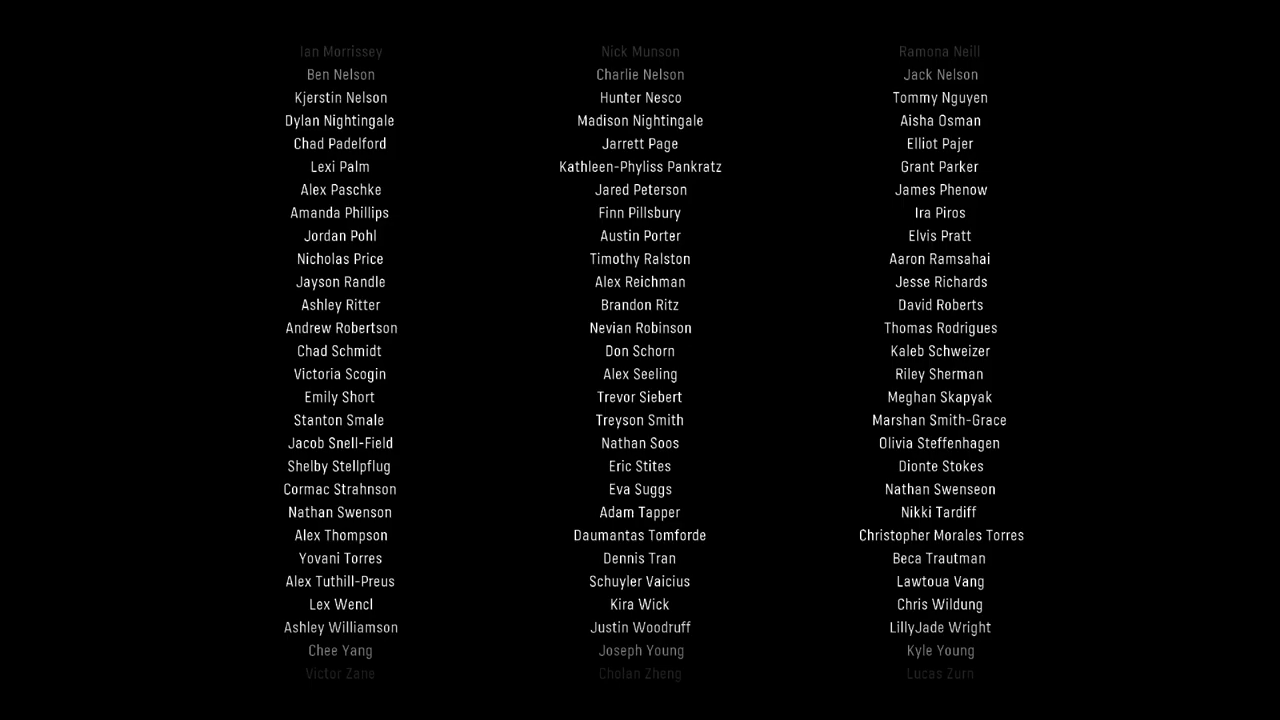 Ian Morrissey Nick Munson Ramona Neill
Ben Nelson Charlie Nelson Jack Nelson
Kjerstin Nelson Hunter Nesco Tommy Nguyen
Dylan Nightingale Madison Nightingale Aisha Osman
Chad Padelford Jarrett Page Elliot Pajer
Lexi Palm Kathleen-Phyliss Pankratz Grant Parker
Alex Paschke Jared Peterson James Phenow
Amanda Phillips Finn Pillsbury Ira Piros
Jordan Pohl Austin Porter Elvis Pratt
Nicholas Price Timothy Ralston Aaron Ramsahai
Jayson Randle Alex Reichman Jesse Richards
Ashley Ritter Brandon Ritz David Roberts
Andrew Robertson Nevian Robinson Thomas Rodrigues
Chad Schmidt Don Schorn Kaleb Schweizer
Victoria Scogin Alex Seeling Riley Sherman
Emily Short Trevor Siebert Meghan Skapyak
Stanton Smale Treyson Smith Marshan Smith-Grace
Jacob Snell-Field Nathan Soos Olivia Steffenhagen
Shelby Stellpflug Eric Stites Dionte Stokes
Cormac Strahnson Eva Suggs Nathan Swenseon
Nathan Swenson Adam Tapper Nikki Tardiff
Alex Thompson Daumantas Tomforde Christopher Morales Torres
Yovani Torres Dennis Tran Beca Trautman
Alex Tuthill-Preus Schuyler Vaicius Lawtoua Vang
Lex Wencl Kira Wick Chris Wildung
Ashley Williamson Justin Woodruff LillyJade Wright
Chee Yang Joseph Young Kyle Young
Victor Zane Cholan Zheng Lucas Zurn